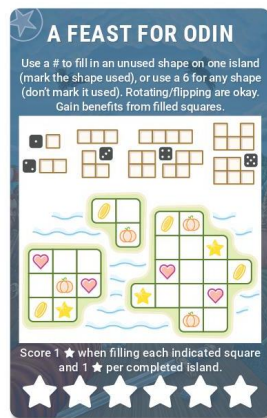 A FEAST FOR ODIN
Use a # to fill in an unused shape on one island
(mark the shape used), or use a 6 for any shape
(don't mark it used). Rotating/flipping are okay.
Gain benefits from filled squares.
Score 1 ★ when filling each indicated square
and 1 ★ per completed island.